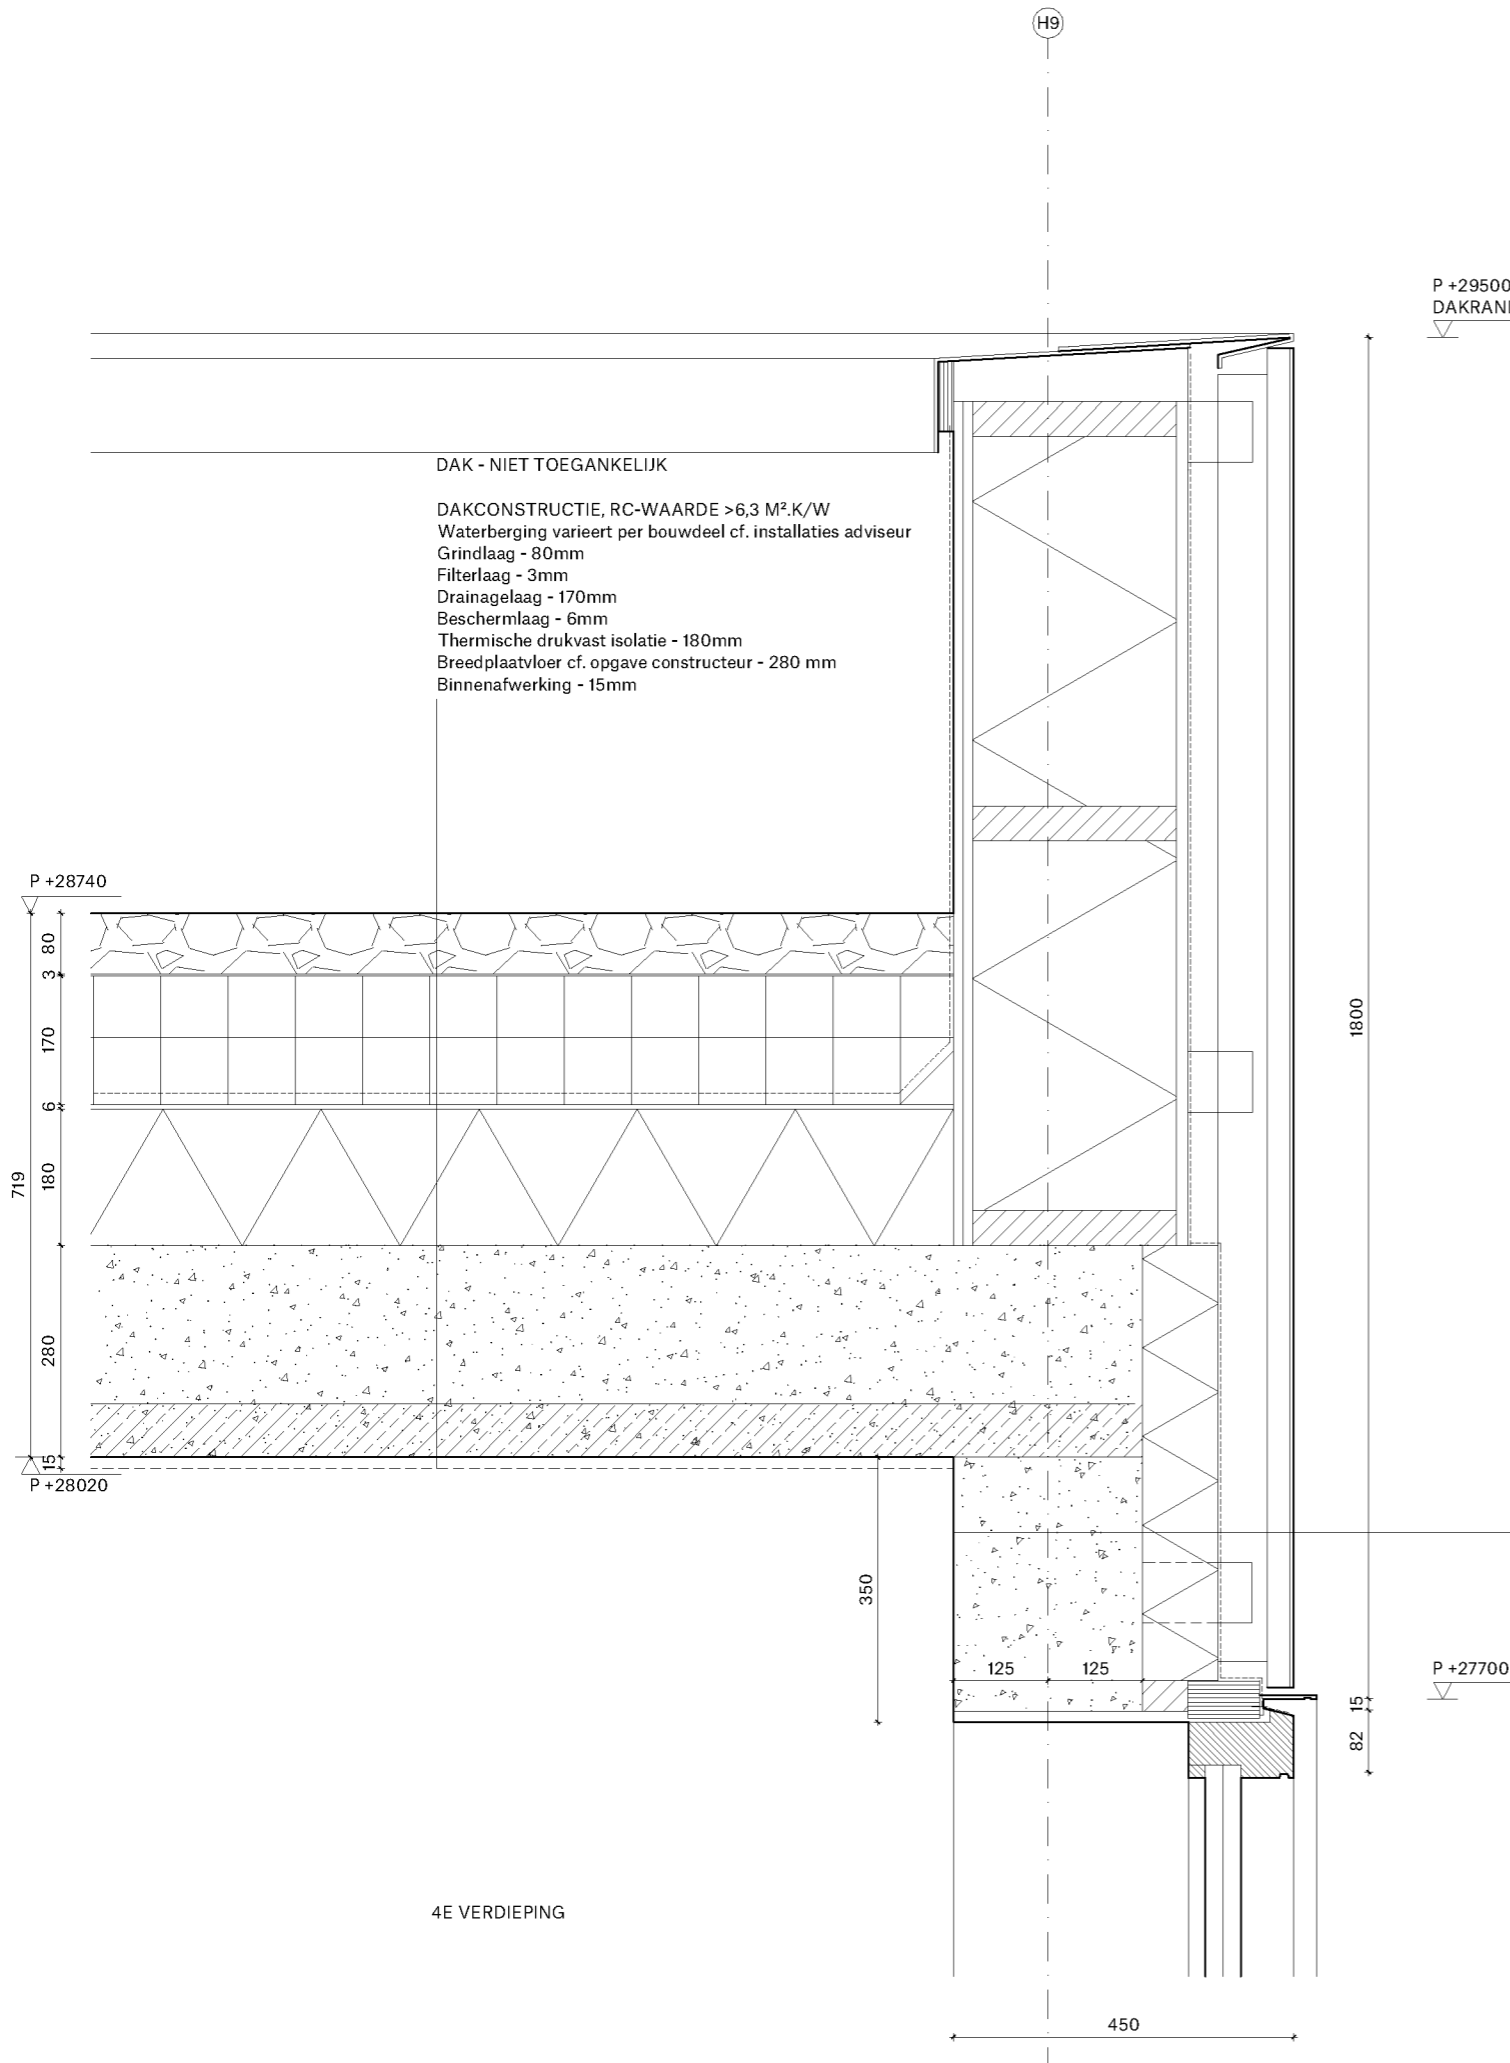 H9
P +29500
DAKRAN
DAK - NIET TOEGANKELIJK
DAKCONSTRUCTIE, RC-WAARDE >6,3 M².K/W
Waterberging varieert per bouwdeel cf. installaties adviseur
Grindlaag - 80mm
Filterlaag - 3mm
Drainagelaag - 170mm
Beschermlaag - 6mm
Thermische drukvast isolatie - 180mm
Breedplaatvloer cf. opgave constructeur - 280 mm
Binnenafwerking - 15mm
P +28740
80
3
170
6
180
719
280
15
P +28020
1800
350
125
125
P +27700
15
82
4E VERDIEPING
450